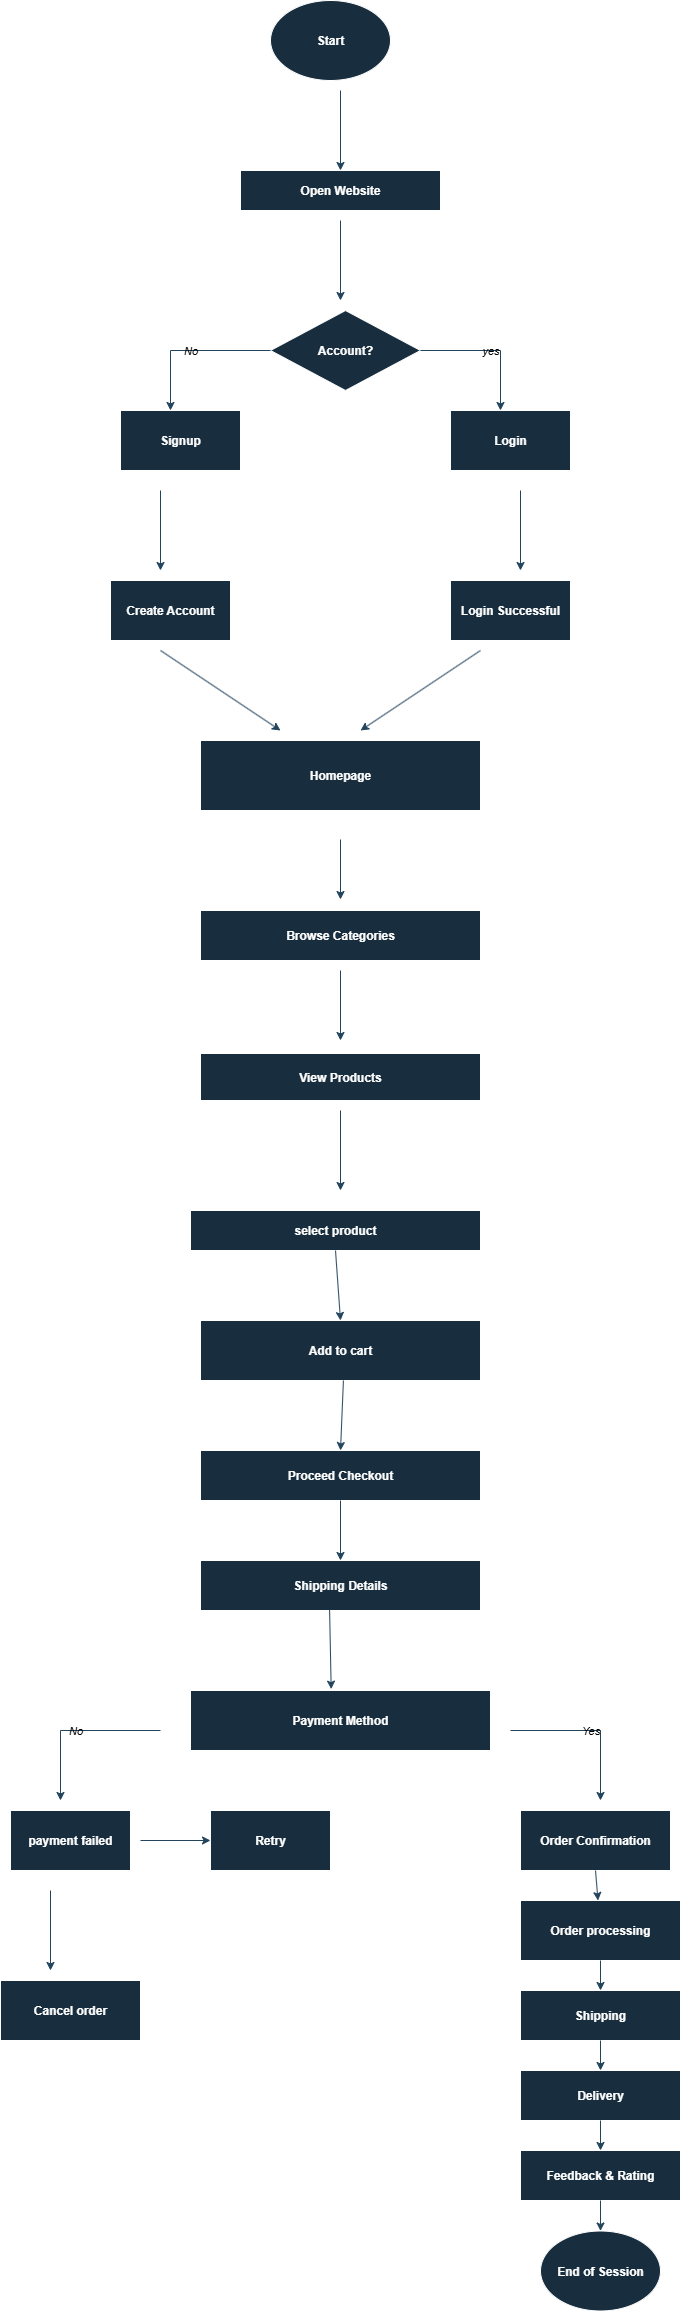 Start
Open Website
Account?
No
yes
Signup
Login
Create Account
Login Successful
Homepage
Browse Categories
View Products
select product
Add to cart
Proceed Checkout
Shipping Details
Payment Method
No
Yes
payment failed
Retry
Order Confirmation
Order processing
Cancel order
Shipping
Delivery
Feedback & Rating
End of Session